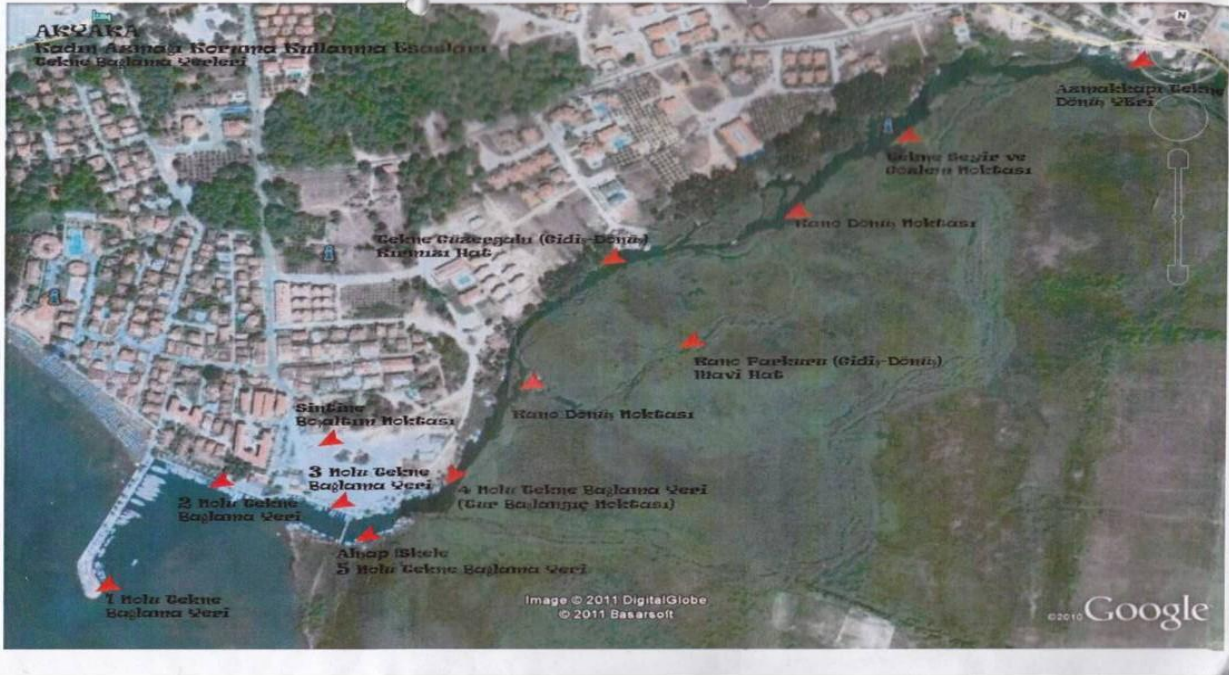 AKYAKA
Kadın Azmağı Koruma Kullanma Esasları
Tekne Bağlama Yerleri
N
Azmakkapı Tekne
Dönüş YEri
Tekne Seyir ve
Gözlem Noktası
Kano Dönüş Noktası
Tekne Güzergahı (Gidiş-Dönüş)
Kırmızı Hat
Kano Parkuru (Gidiş-Dönüş)
Mavi Hat
Kano Dönüş Noktası
Sintine
Boşaltım Noktası
3 Nolu Tekne
Bağlama Yeri
4 Nolu Tekne Bağlama Yeri
(Tur Başlangıç Noktası)
2 Nolu Tekne
Bağlama Yeri
Ahşap İskele
5 Nolu Tekne Bağlama Yeri
1 Nolu Tekne
Bağlama Yeri
Image © 2011 DigitalGlobe
© 2011 Basarsoft
©2010 Google